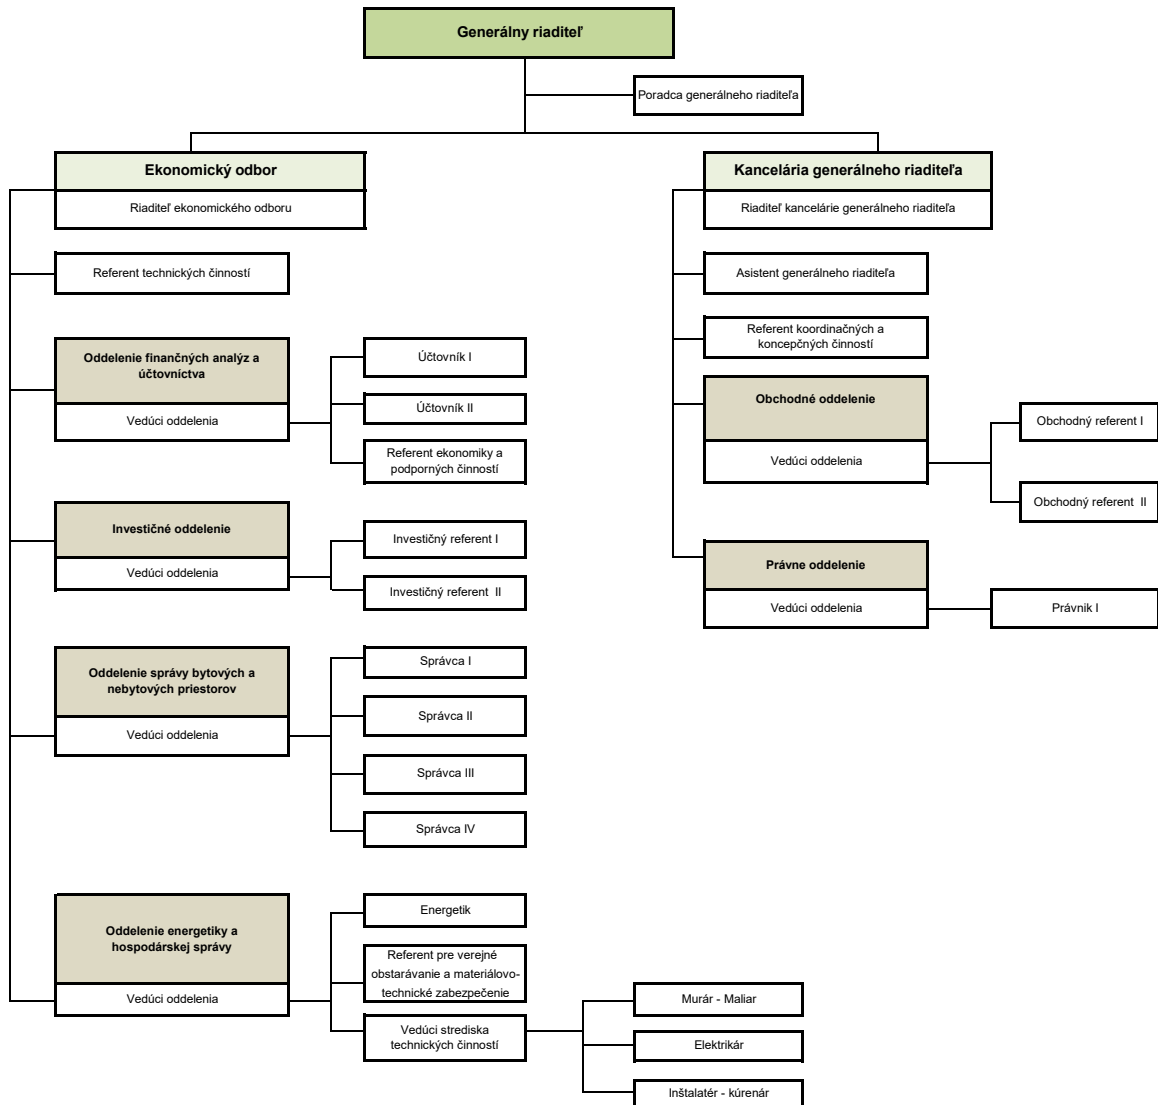 Generálny riaditeľ
Poradca generálneho riaditeľa
Ekonomický odbor
Riaditeľ ekonomického odboru
Referent technických činností
Oddelenie finančných analýz a
účtovníctva
Vedúci oddelenia
Účtovník I
Účtovník II
Referent ekonomiky a
podporných činností
Investičné oddelenie
Vedúci oddelenia
Investičný referent I
Investičný referent  II
Oddelenie správy bytových a
nebytových priestorov
Vedúci oddelenia
Správca I
Správca II
Správca III
Správca IV
Oddelenie energetiky a
hospodárskej správy
Vedúci oddelenia
Energetik
Referent pre verejné
obstarávanie a materiálovo-
technické zabezpečenie
Vedúci strediska
technických činností
Murár - Maliar
Elektrikár
Inštalatér - kúrenár
Kancelária generálneho riaditeľa
Riaditeľ kancelárie generálneho riaditeľa
Asistent generálneho riaditeľa
Referent koordinačných a
koncepčných činností
Obchodné oddelenie
Vedúci oddelenia
Obchodný referent I
Obchodný referent  II
Právne oddelenie
Vedúci oddelenia
Právnik I